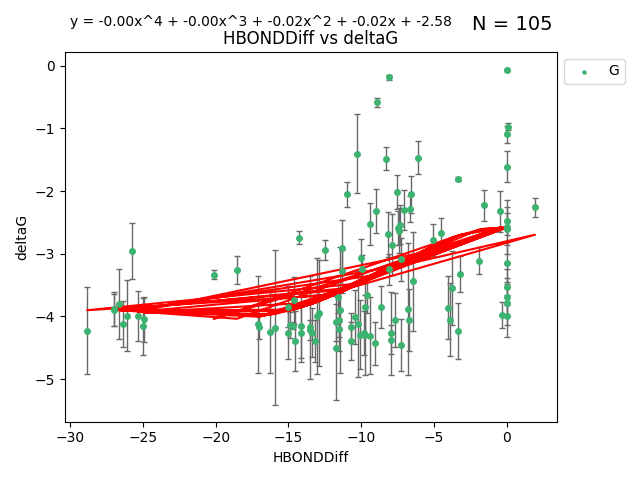 y = -0.00x^4 + -0.00x^3 + -0.02x^2 + -0.02x + -2.58
N = 105
HBONDDiff vs deltaG
G
0
−1
−2
−3
−4
−5
deltaG
−30 −25 −20 −15 −10 −5 0
HBONDDiff